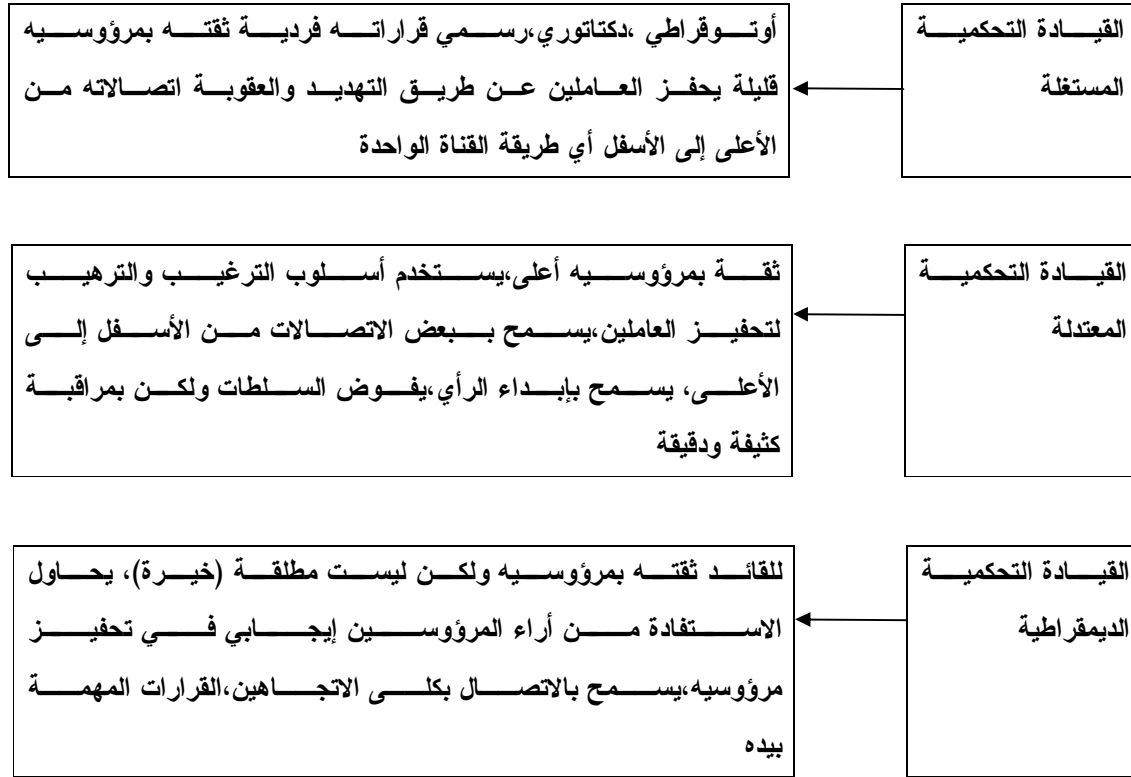 القيادة التحكمية
المستغلة
أوتوقراطي ،دكتاتوري،رسمي قراراته فردية ثقته بمرؤوسيه
قليلة يحفز العاملين عن طريق التهديد والعقوبة اتصالاته من
الأعلى إلى الأسفل أي طريقة القناة الواحدة
القيادة التحكمية
المعتدلة
ثقة بمرؤوسيه أعلى،يستخدم أسلوب الترغيب والترهيب
لتحفيز العاملين،يسمح ببعض الاتصالات من الأسفل إلى
الأعلى، يسمح بإبداء الرأي،يفوض السلطات ولكن بمراقبة
كثيفة ودقيقة
القيادة التحكمية
الديمقراطية
للقائد ثقته بمرؤوسيه ولكن ليست مطلقة (خيرة)، يحاول
الاستفادة من أراء المرؤوسين إيجابي في تحفيز
مرؤوسيه،يسمح بالاتصال بكلى الاتجاهين،القرارات المهمة
بيده